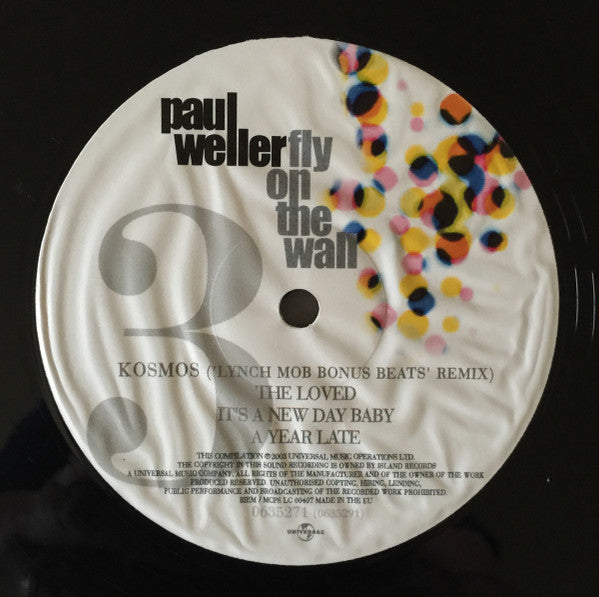 paul
weller fly
on
the
wall
3
KOSMOS ('LYNCH MOB BONUS BEATS' REMIX)
THE LOVED
IT'S A NEW DAY BABY
A YEAR LATE
THIS COMPILATION ℗ 2003 UNIVERSAL MUSIC OPERATIONS LTD.
THE COPYRIGHT IN THIS SOUND RECORDING IS OWNED BY ISLAND RECORDS
A UNIVERSAL MUSIC COMPANY. ALL RIGHTS OF THE MANUFACTURER AND OF THE OWNER OF THE WORK
PRODUCED RESERVED. UNAUTHORISED COPYING, HIRING, LENDING,
PUBLIC PERFORMANCE AND BROADCASTING OF THE RECORDED WORK PROHIBITED.
BIEM / MCPS LC 00407 MADE IN THE EU
0635271 (0635291)
UNIVERSAL